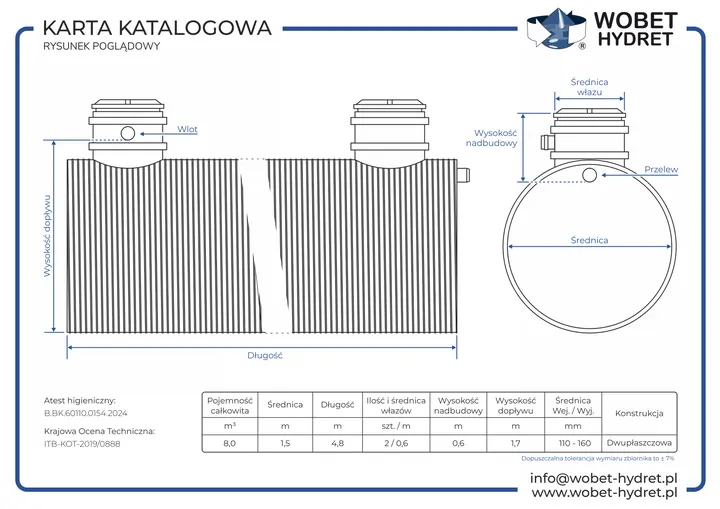 KARTA KATALOGOWA
RYSUNEK POGLĄDOWY
WOBET
HYDRET
®
Średnica
włazu
Wlot
Wysokość
nadbudowy
Przelew
Wysokość dopływu
Średnica
Długość
Atest higieniczny:
B.BK.60110.0154.2024
Krajowa Ocena Techniczna:
ITB-KOT-2019/0888
Pojemność całkowita | Średnica | Długość | Ilość i średnica włazów | Wysokość nadbudowy | Wysokość dopływu | Średnica Wej. / Wyj. | Konstrukcja
m³ | m | m | szt. / m | m | m | mm
8,0 | 1,5 | 4,8 | 2 / 0,6 | 0,6 | 1,7 | 110 - 160 | Dwupłaszczowa
Dopuszczalna tolerancja wymiaru zbiornika to ± 7%
info@wobet-hydret.pl
www.wobet-hydret.pl